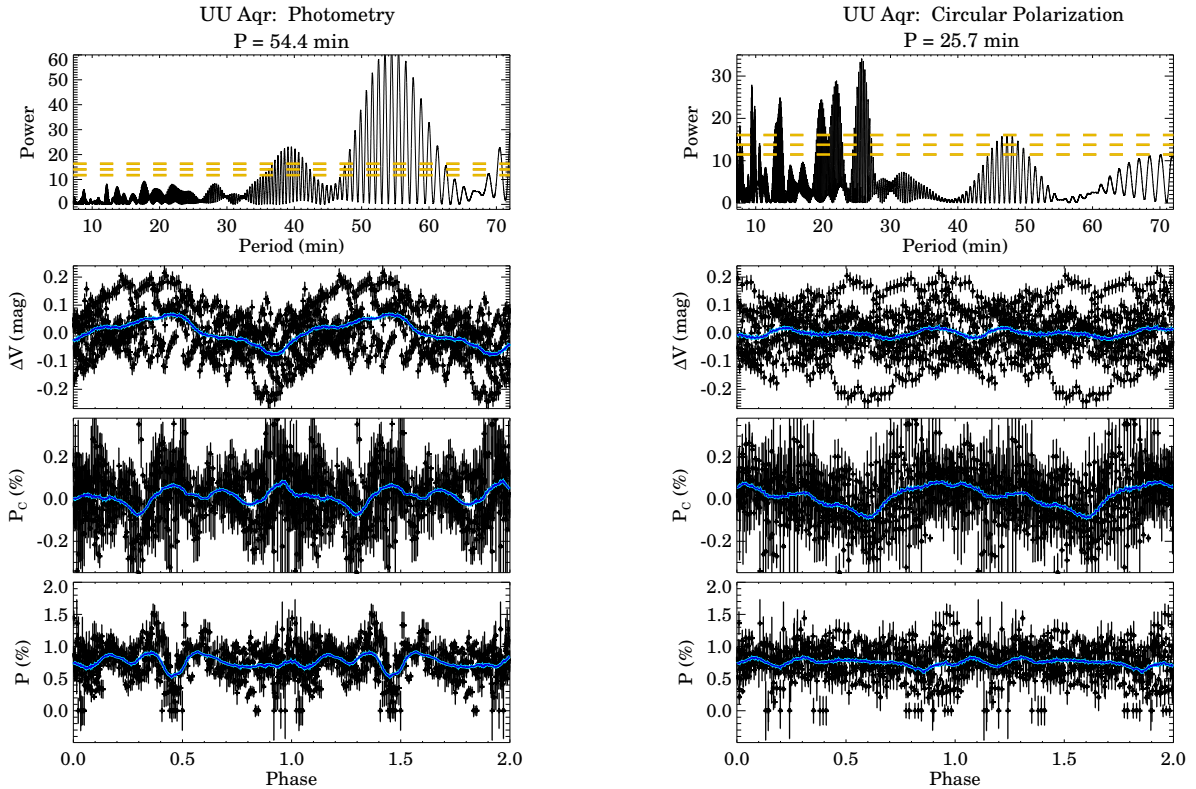 UU Aqr: Photometry
P = 54.4 min
60
50
40
30
20
10
0
Power
10 20 30 40 50 60 70
Period (min)
0.2
0.1
0.0
-0.1
-0.2
ΔV (mag)
0.2
0.0
-0.2
P_C (%)
2.0
1.5
1.0
0.5
0.0
P (%)
0.0 0.5 1.0 1.5 2.0
Phase
UU Aqr: Circular Polarization
P = 25.7 min
30
20
10
0
Power
10 20 30 40 50 60 70
Period (min)
0.2
0.1
0.0
-0.1
-0.2
ΔV (mag)
0.2
0.0
-0.2
P_C (%)
2.0
1.5
1.0
0.5
0.0
P (%)
0.0 0.5 1.0 1.5 2.0
Phase